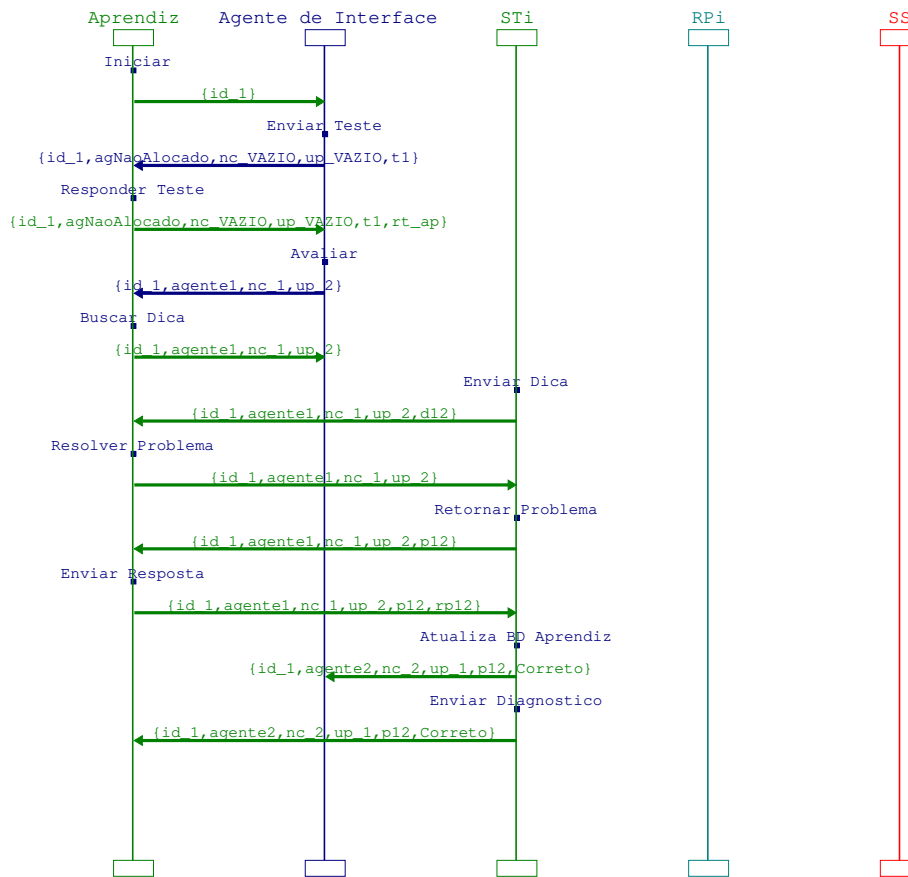 Aprendiz Agente de Interface STi RPi SS
Iniciar
{id_1}
Enviar Teste
{id_1,agNaoAlocado,nc_VAZIO,up_VAZIO,t1}
Responder Teste
{id_1,agNaoAlocado,nc_VAZIO,up_VAZIO,t1,rt_ap}
Avaliar
{id_1,agente1,nc_1,up_2}
Buscar Dica
{id_1,agente1,nc_1,up_2}
Enviar Dica
{id_1,agente1,nc_1,up_2,d12}
Resolver Problema
{id_1,agente1,nc_1,up_2}
Retornar Problema
{id_1,agente1,nc_1,up_2,p12}
Enviar Resposta
{id_1,agente1,nc_1,up_2,p12,rp12}
Atualiza BD Aprendiz
{id_1,agente2,nc_2,up_1,p12,Correto}
Enviar Diagnostico
{id_1,agente2,nc_2,up_1,p12,Correto}